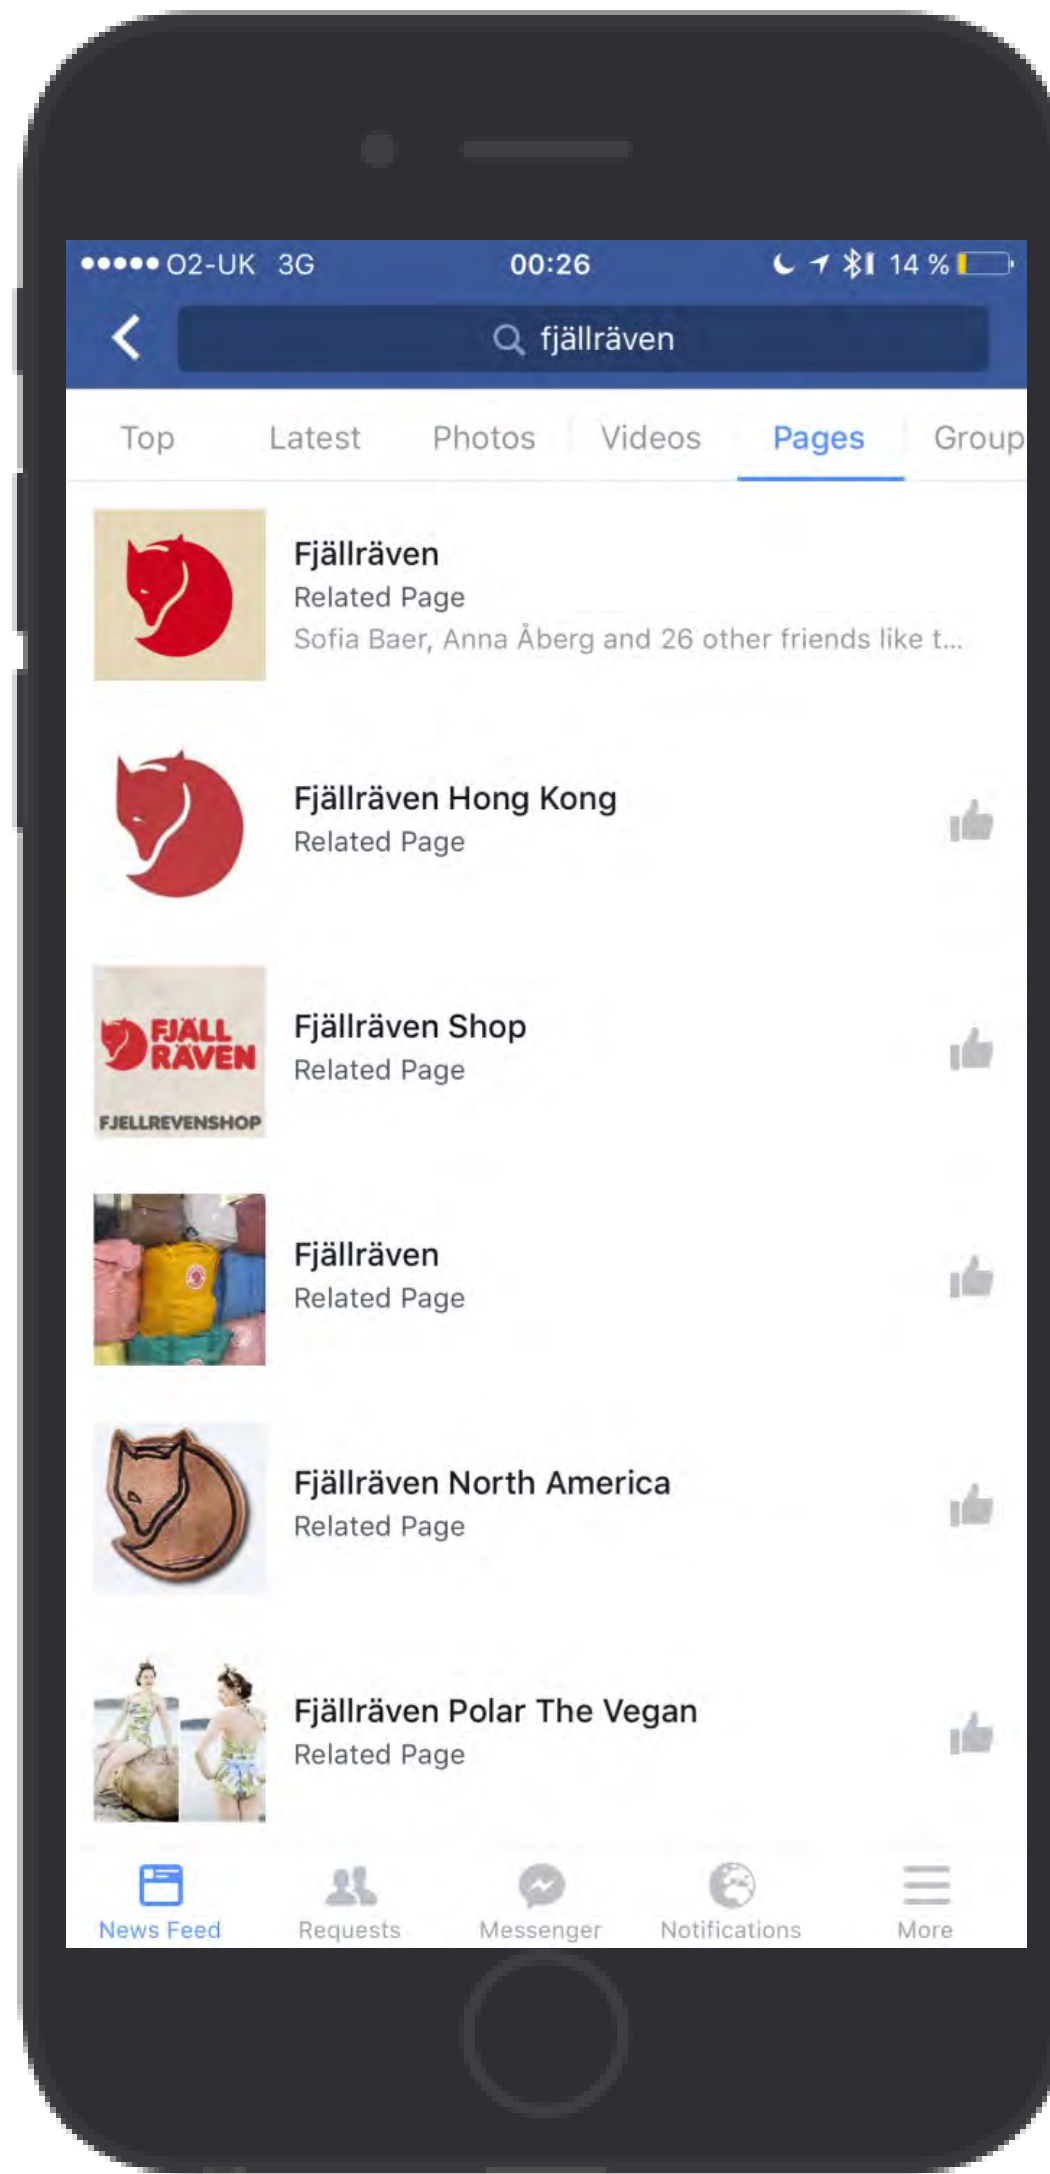 O2-UK 3G 00:26 14 %
fjällräven
Top Latest Photos Videos Pages Group
Fjällräven
Related Page
Sofia Baer, Anna Åberg and 26 other friends like t...
Fjällräven Hong Kong
Related Page
FJÄLL
RÄVEN
FJELLREVENSHOP
Fjällräven Shop
Related Page
Fjällräven
Related Page
Fjällräven North America
Related Page
Fjällräven Polar The Vegan
Related Page
News Feed Requests Messenger Notifications More